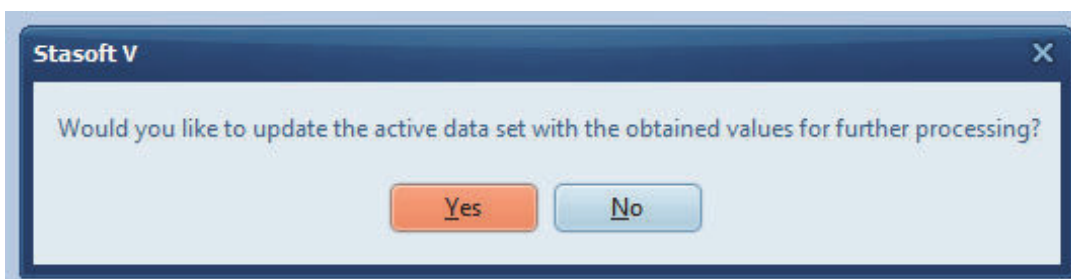 Stasoft V
Would you like to update the active data set with the obtained values for further processing?
Yes
No